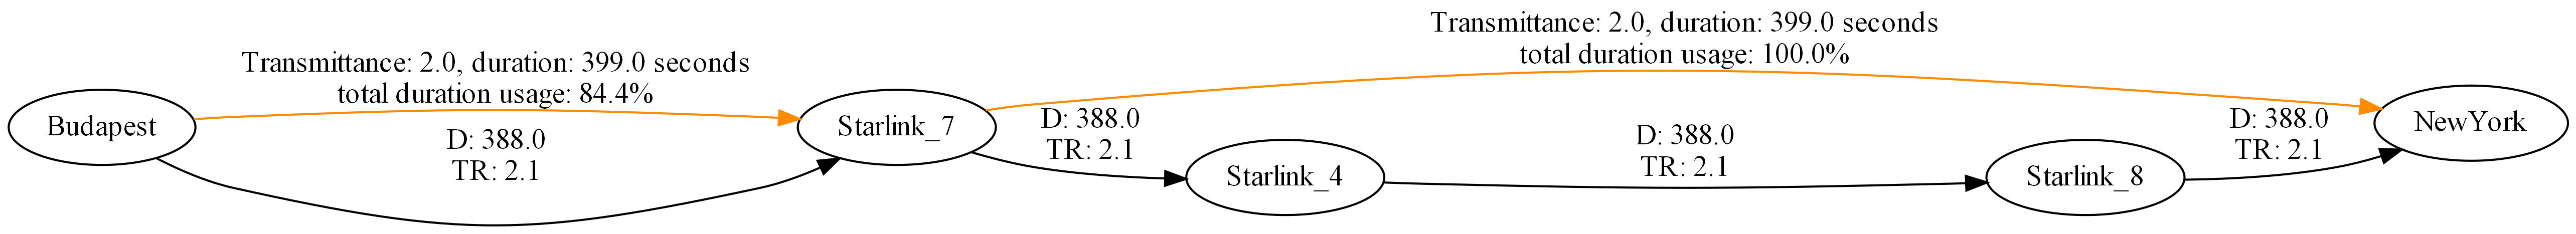 Transmittance: 2.0, duration: 399.0 seconds
total duration usage: 100.0%
Transmittance: 2.0, duration: 399.0 seconds
total duration usage: 84.4%
Budapest
D: 388.0
TR: 2.1
Starlink_7
D: 388.0
TR: 2.1
Starlink_4
D: 388.0
TR: 2.1
Starlink_8
D: 388.0
TR: 2.1
NewYork